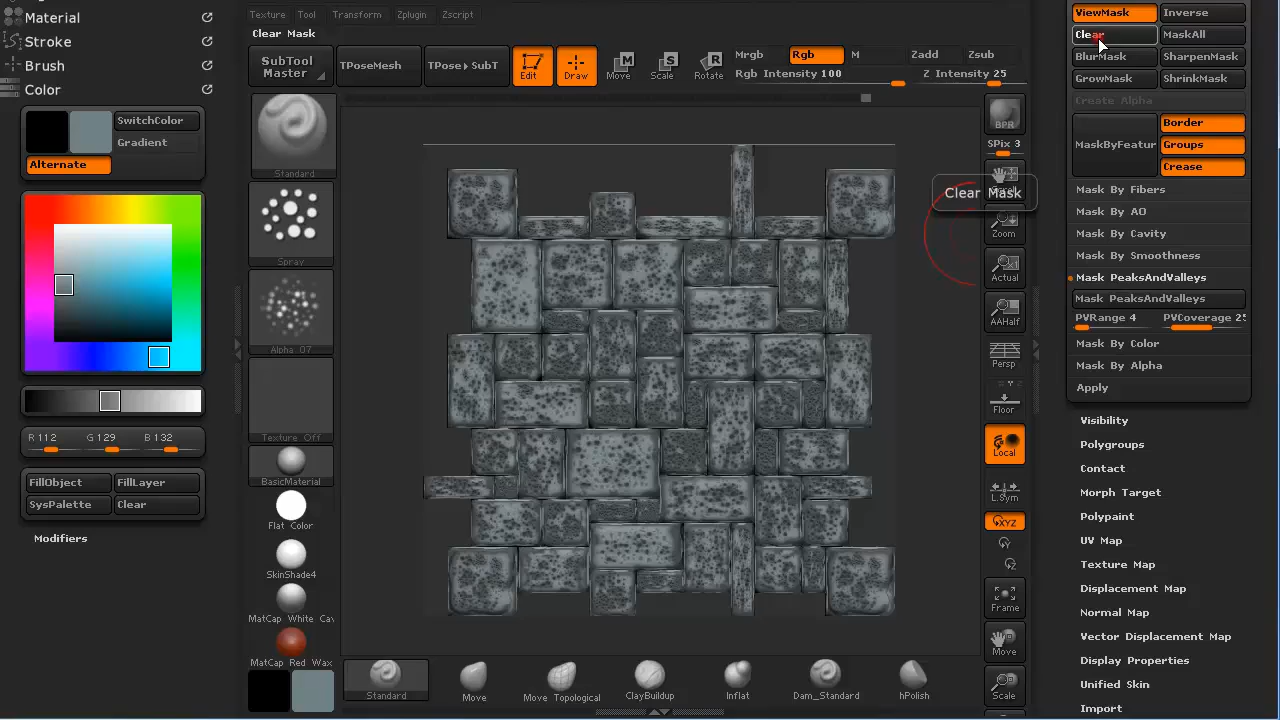 Material
Stroke
Brush
Color
SwitchColor
Gradient
Alternate
R 112 G 129 B 132
FillObject FillLayer
SysPalette Clear
Modifiers
Texture Tool Transform Zplugin Zscript
Clear Mask
SubTool
Master
TPoseMesh
TPose▸SubT
Edit
Draw
Move
Scale
Rotate
Mrgb Rgb M Zadd Zsub
Rgb Intensity 100 Z Intensity 25
Standard
Spray
Alpha 07
Texture Off
BasicMaterial
Flat Color
SkinShade4
MatCap White Cav
MatCap Red Wax
BPR
SPix 3
Clear Mask
Zoom
Actual
AAHalf
Persp
Floor
Local
L.Sym
XYZ
Frame
Move
Scale
Standard
Move
Move Topological
ClayBuildup
Inflat
Dam_Standard
hPolish
ViewMask Inverse
Clear MaskAll
BlurMask SharpenMask
GrowMask ShrinkMask
Create Alpha
MaskByFeatur
Border
Groups
Crease
Mask By Fibers
Mask By AO
Mask By Cavity
Mask By Smoothness
Mask PeaksAndValleys
Mask PeaksAndValleys
PVRange 4 PVCoverage 25
Mask By Color
Mask By Alpha
Apply
Visibility
Polygroups
Contact
Morph Target
Polypaint
UV Map
Texture Map
Displacement Map
Normal Map
Vector Displacement Map
Display Properties
Unified Skin
Import